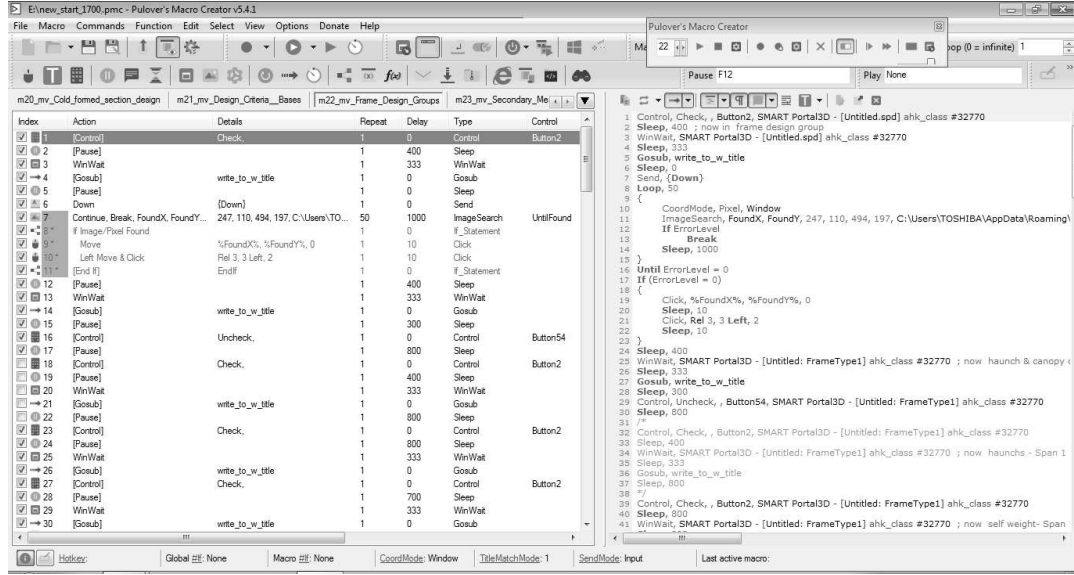 E:\new_start_1700.pmc - Pulover's Macro Creator v5.4.1
File Macro Commands Function Edit Select View Options Donate Help
Pulover's Macro Creator
22
oop (0 = infinite) 1
Pause F12
Play None
m20_mv_Cold_formed_section_design m21_mv_Design_Criteria__Bases m22_mv_Frame_Design_Groups m23_mv_Secondary_Me
Index Action Details Repeat Delay Type Control
1 [Control] Check, 1 0 Control Button2
2 [Pause] 1 400 Sleep
3 WinWait 1 333 WinWait
4 [Gosub] write_to_w_title 1 0 Gosub
5 [Pause] 1 0 Sleep
6 Down {Down} 1 0 Send
7 Continue, Break, FoundX, FoundY... 247, 110, 494, 197, C:\Users\TO... 50 1000 ImageSearch UntilFound
8 * If Image/Pixel Found 1 0 If_Statement
9 * Move %FoundX%, %FoundY%, 0 1 10 Click
10 * Left Move & Click Rel 3, 3 Left, 2 1 10 Click
11 * [End If] EndIf 1 0 If_Statement
12 [Pause] 1 400 Sleep
13 WinWait 1 333 WinWait
14 [Gosub] write_to_w_title 1 0 Gosub
15 [Pause] 1 300 Sleep
16 [Control] Uncheck, 1 0 Control Button54
17 [Pause] 1 800 Sleep
18 [Control] Check, 1 0 Control Button2
19 [Pause] 1 400 Sleep
20 WinWait 1 333 WinWait
21 [Gosub] write_to_w_title 1 0 Gosub
22 [Pause] 1 800 Sleep
23 [Control] Check, 1 0 Control Button2
24 [Pause] 1 800 Sleep
25 WinWait 1 333 WinWait
26 [Gosub] write_to_w_title 1 0 Gosub
27 [Control] Check, 1 0 Control Button2
28 [Pause] 1 700 Sleep
29 WinWait 1 333 WinWait
30 [Gosub] write_to_w_title 1 0 Gosub
1 Control, Check, , Button2, SMART Portal3D - [Untitled.spd] ahk_class #32770
2 Sleep, 400 ; now in frame design group
3 WinWait, SMART Portal3D - [Untitled.spd] ahk_class #32770
4 Sleep, 333
5 Gosub, write_to_w_title
6 Sleep, 0
7 Send, {Down}
8 Loop, 50
9 {
10 CoordMode, Pixel, Window
11 ImageSearch, FoundX, FoundY, 247, 110, 494, 197, C:\Users\TOSHIBA\AppData\Roaming\
12 If ErrorLevel
13 Break
14 Sleep, 1000
15 }
16 Until ErrorLevel = 0
17 If (ErrorLevel = 0)
18 {
19 Click, %FoundX%, %FoundY%, 0
20 Sleep, 10
21 Click, Rel 3, 3 Left, 2
22 Sleep, 10
23 }
24 Sleep, 400
25 WinWait, SMART Portal3D - [Untitled: FrameType1] ahk_class #32770 ; now haunch & canopy
26 Sleep, 333
27 Gosub, write_to_w_title
28 Sleep, 300
29 Control, Uncheck, , Button54, SMART Portal3D - [Untitled: FrameType1] ahk_class #32770
30 Sleep, 800
31 /*
32 Control, Check, , Button2, SMART Portal3D - [Untitled: FrameType1] ahk_class #32770
33 Sleep, 400
34 WinWait, SMART Portal3D - [Untitled: FrameType1] ahk_class #32770 ; now haunchs - Span 1
35 Sleep, 333
36 Gosub, write_to_w_title
37 Sleep, 800
38 */
39 Control, Check, , Button2, SMART Portal3D - [Untitled: FrameType1] ahk_class #32770
40 Sleep, 800
41 WinWait, SMART Portal3D - [Untitled: FrameType1] ahk_class #32770 ; now self weight- Span
Hotkey: Global #If: None Macro #If: None CoordMode: Window TitleMatchMode: 1 SendMode: Input Last active macro: